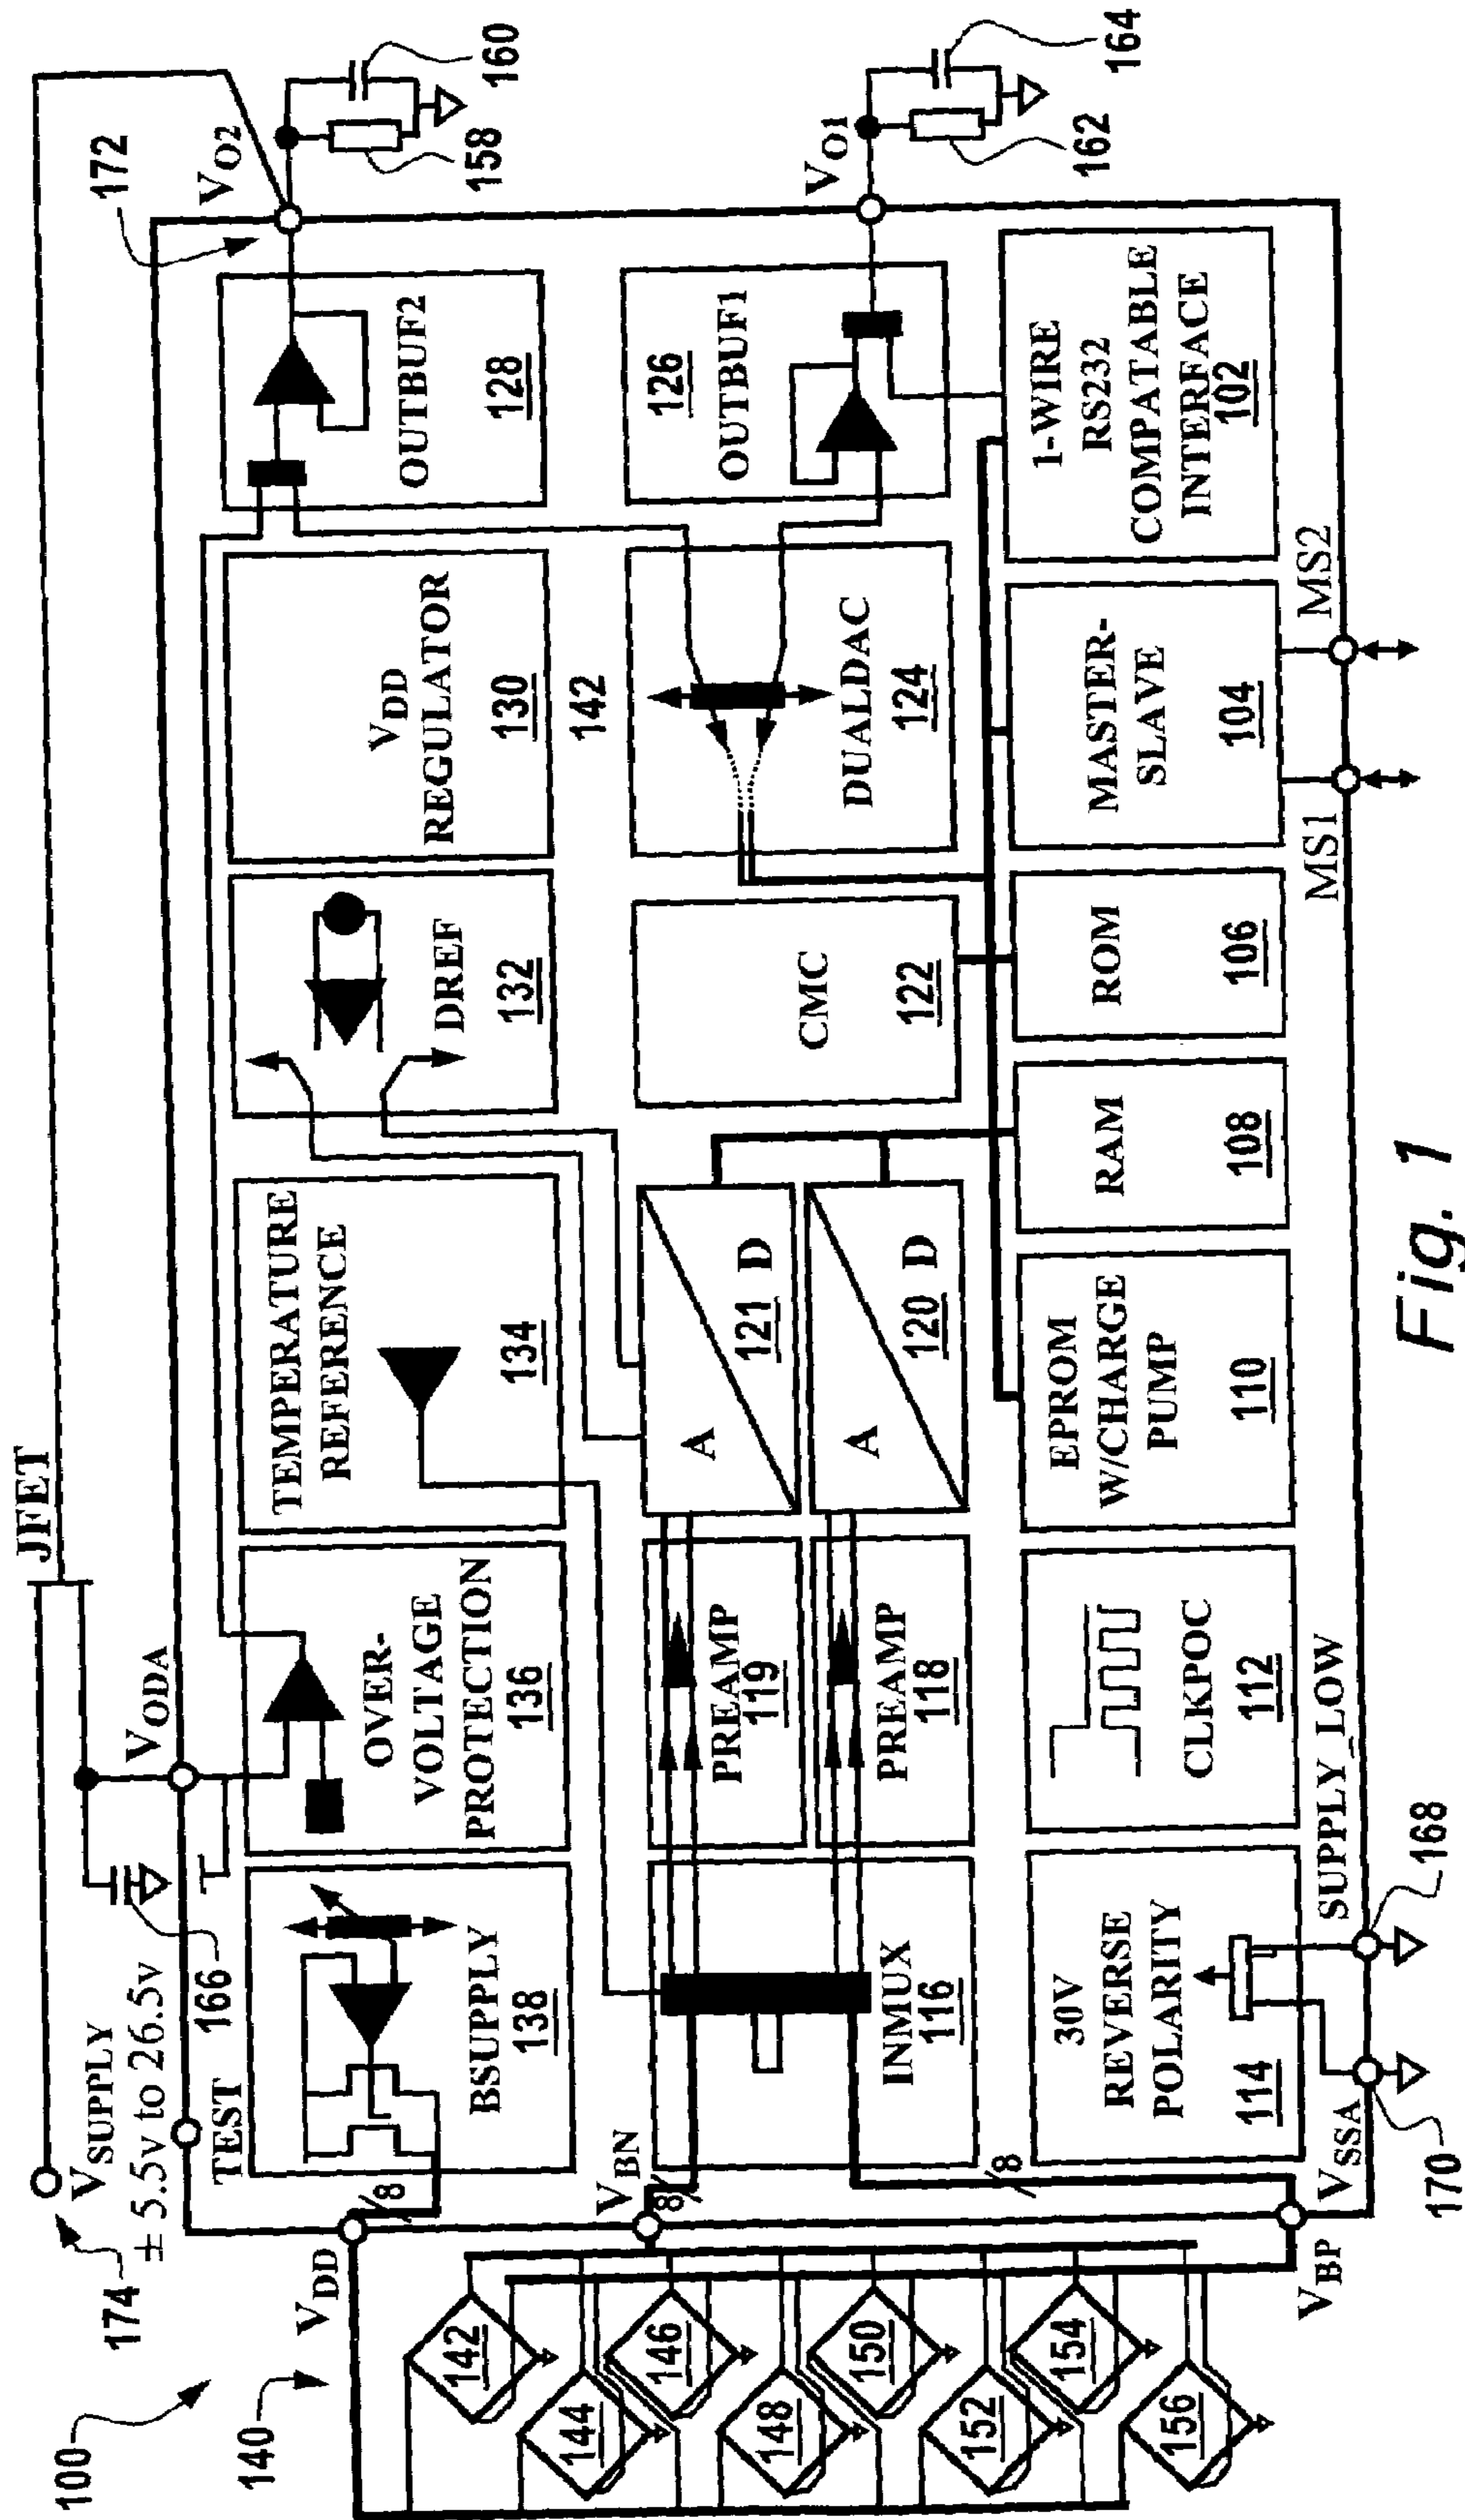 100
174
V_SUPPLY
± 5.5v to 26.5v
JFET
166
V_ODA
172
V_O2
160
158
140
V_DD
TEST
8
BSUPPLY
138
OVER-
VOLTAGE
PROTECTION
136
TEMPERATURE
REFERENCE
134
DREF
132
V_DD
REGULATOR
130
142
OUTBUF2
128
V_BN
8
8
INMUX
116
PREAMP
119
PREAMP
118
A
121 D
A
120 D
CMC
122
DUALDAC
124
126
OUTBUF1
V_O1
164
162
30V
REVERSE
POLARITY
114
CLKPOC
112
EPROM
W/CHARGE
PUMP
110
RAM
108
ROM
106
MASTER-
SLAVE
104
1-WIRE
RS232
COMPATABLE
INTERFACE
102
142
144
146
148
150
152
154
156
V_BP
V_SSA
170
SUPPLY_LOW
168
MS1
MS2
Fig. 1